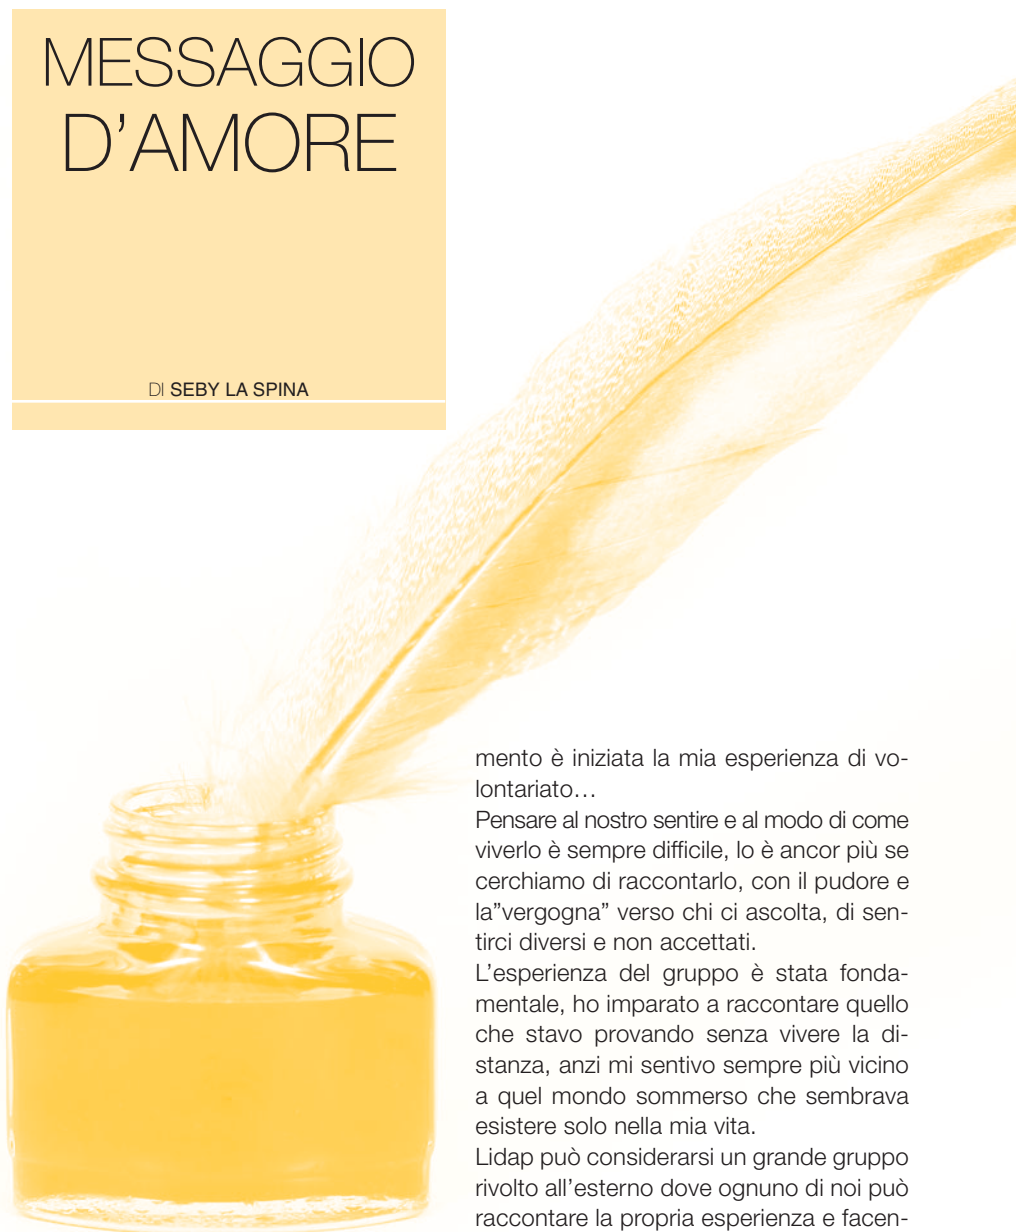 MESSAGGIO
D’AMORE
DI SEBY LA SPINA
mento è iniziata la mia esperienza di vo-
lontariato…
Pensare al nostro sentire e al modo di come
viverlo è sempre difficile, lo è ancor più se
cerchiamo di raccontarlo, con il pudore e
la”vergogna” verso chi ci ascolta, di sen-
tirci diversi e non accettati.
L’esperienza del gruppo è stata fonda-
mentale, ho imparato a raccontare quello
che stavo provando senza vivere la di-
stanza, anzi mi sentivo sempre più vicino
a quel mondo sommerso che sembrava
esistere solo nella mia vita.
Lidap può considerarsi un grande gruppo
rivolto all’esterno dove ognuno di noi può
raccontare la propria esperienza e facen-